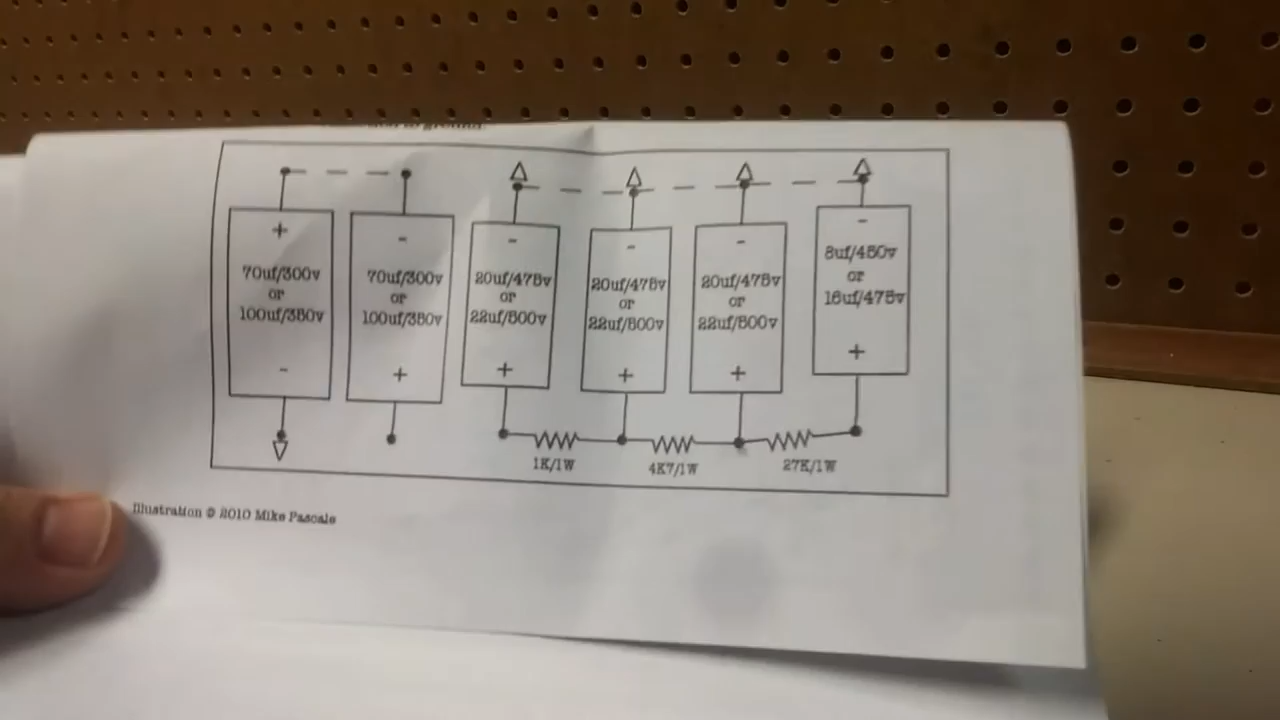 +
70uf/300v
or
100uf/350v
-
-
70uf/300v
or
100uf/350v
+
-
20uf/475v
or
22uf/500v
+
-
20uf/475v
or
22uf/500v
+
-
20uf/475v
or
22uf/500v
+
-
8uf/450v
or
16uf/475v
+
1K/1W
4K7/1W
27K/1W
Illustration © 2010 Mike Pascale